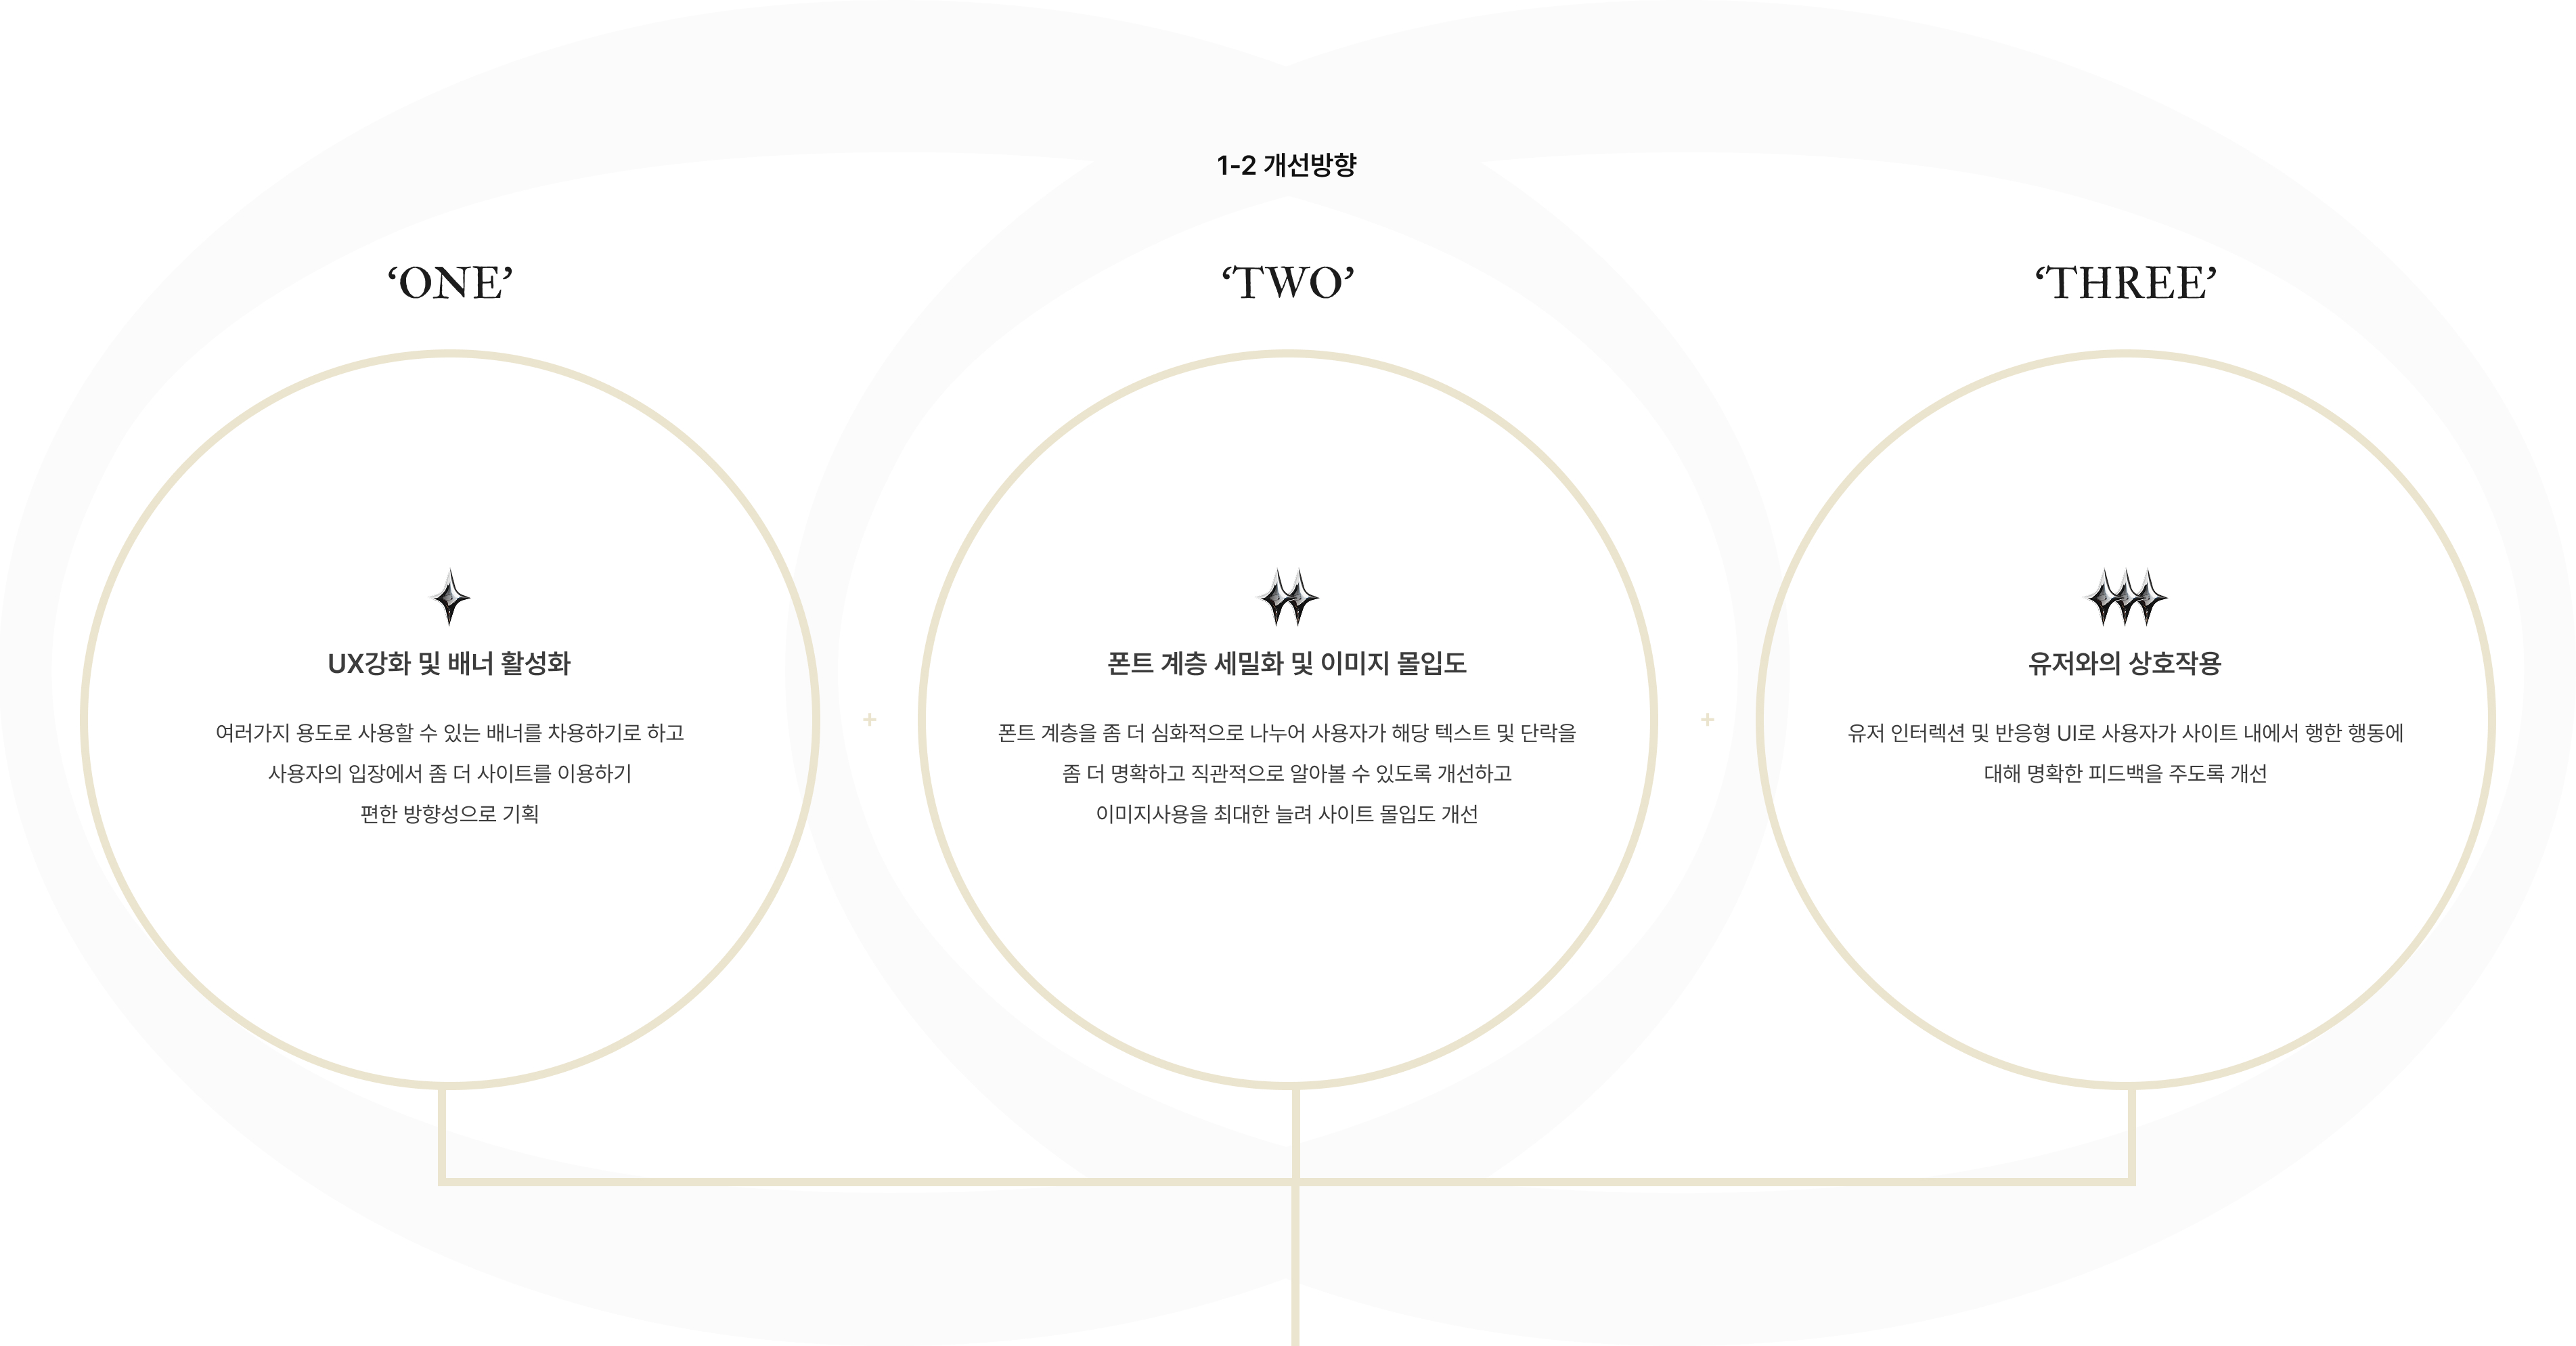 1-2 개선방향
‘ONE’
‘TWO’
‘THREE’
UX강화 및 배너 활성화
여러가지 용도로 사용할 수 있는 배너를 차용하기로 하고
사용자의 입장에서 좀 더 사이트를 이용하기
편한 방향성으로 기획
+
폰트 계층 세밀화 및 이미지 몰입도
폰트 계층을 좀 더 심화적으로 나누어 사용자가 해당 텍스트 및 단락을
좀 더 명확하고 직관적으로 알아볼 수 있도록 개선하고
이미지사용을 최대한 늘려 사이트 몰입도 개선
+
유저와의 상호작용
유저 인터렉션 및 반응형 UI로 사용자가 사이트 내에서 행한 행동에
대해 명확한 피드백을 주도록 개선